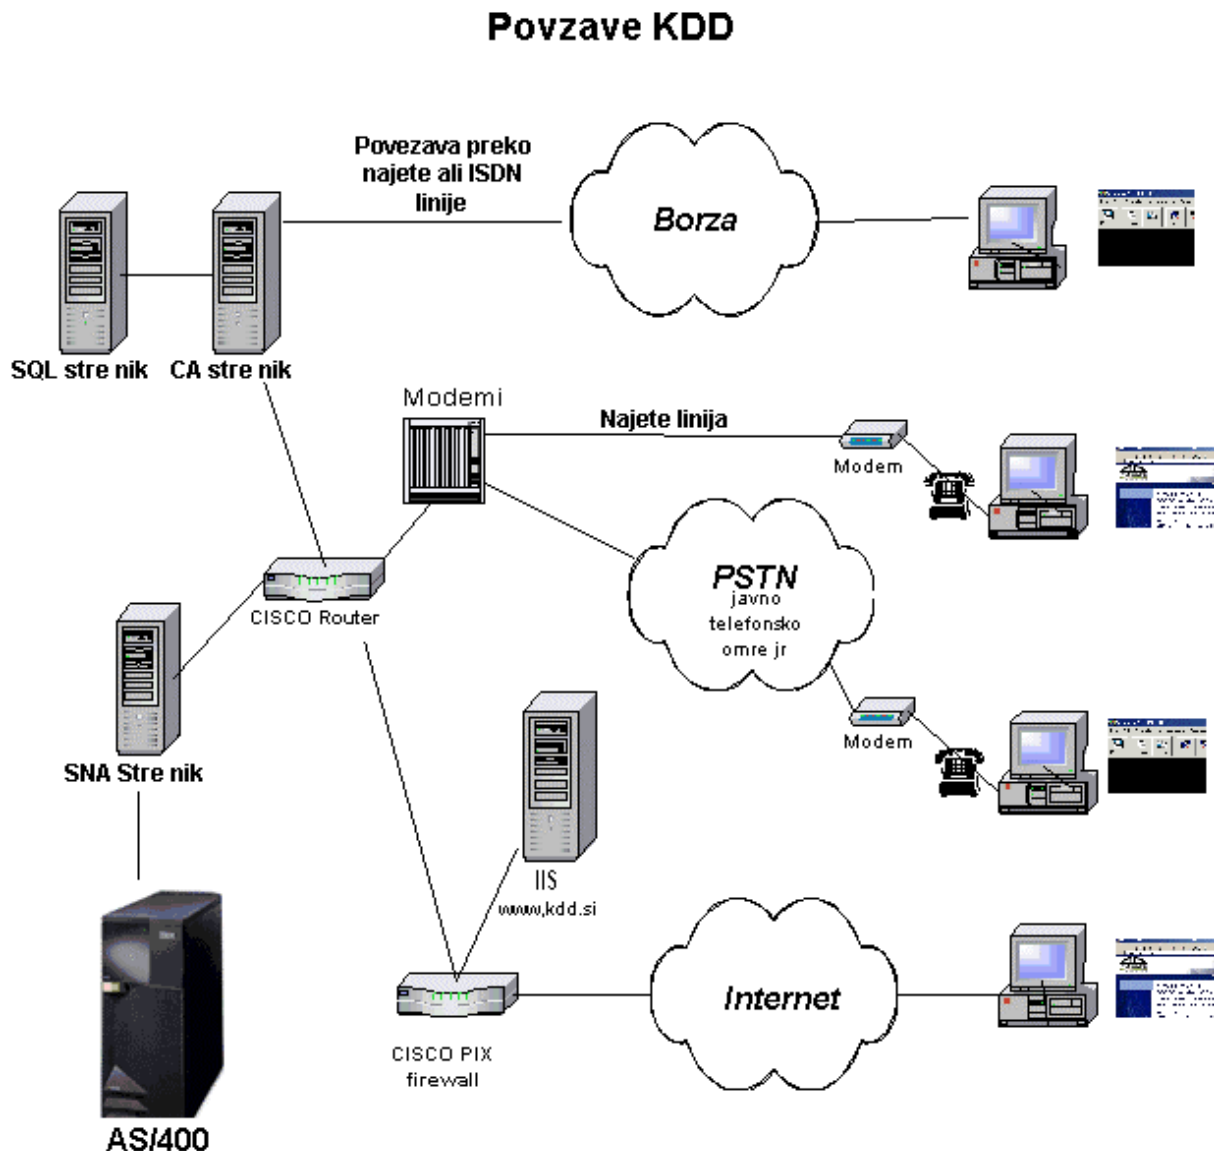 Povzave KDD
Povezava preko
najete ali ISDN
linije
Borza
SQL stre nik
CA stre nik
Modemi
Najete linija
Modem
PSTN
javno
telefonsko
omre jr
CISCO Router
Modem
SNA Stre nik
IIS
www.kdd.si
Internet
CISCO PIX
firewall
AS/400